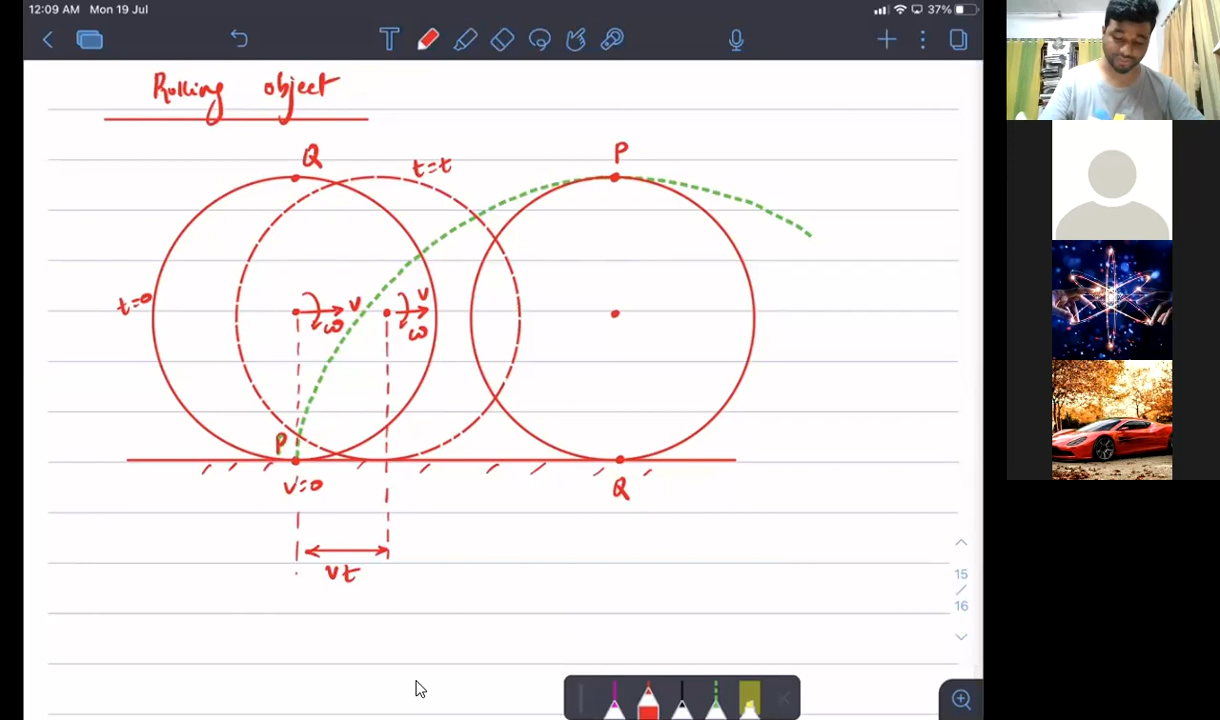 12:09 AM Mon 19 Jul
37%
T
Rolling object
Q
t=t
P
t=0
v
ω
v
ω
P
v=0
Q
vt
15
/
16